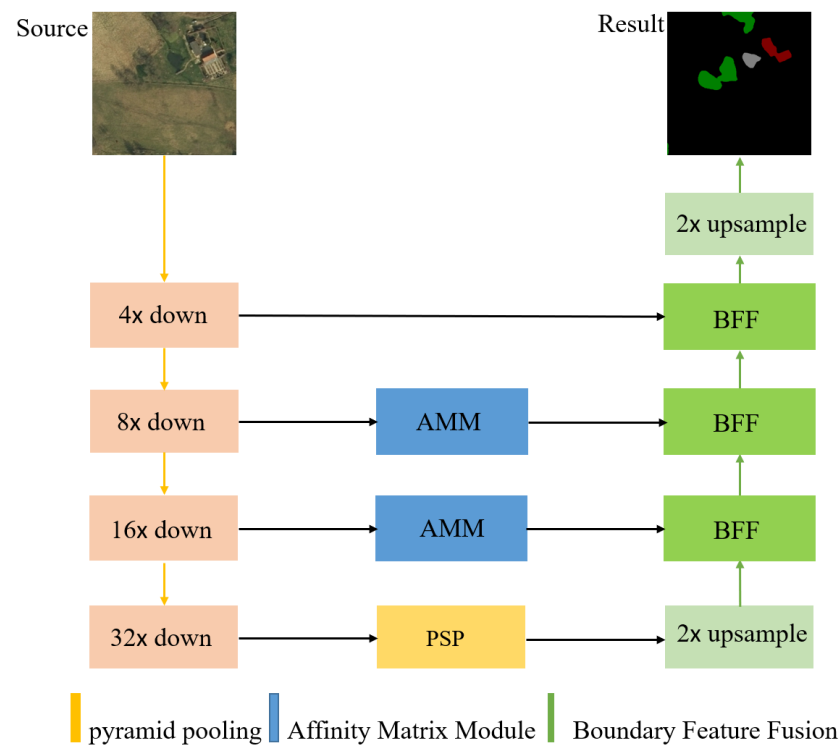 Source
Result
2x upsample
4x down
BFF
8x down
AMM
BFF
16x down
AMM
BFF
32x down
PSP
2x upsample
pyramid pooling
Affinity Matrix Module
Boundary Feature Fusion